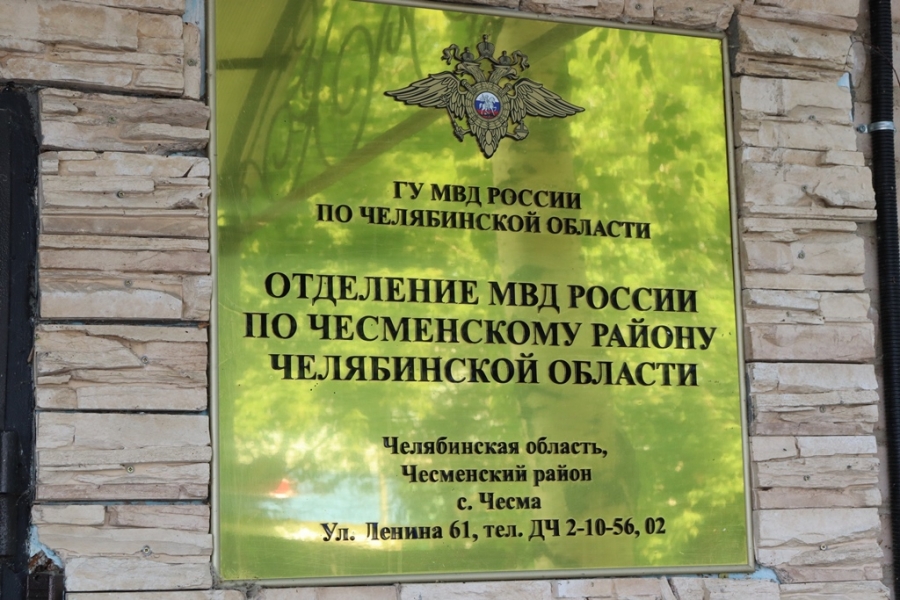 ГУ МВД РОССИИ
ПО ЧЕЛЯБИНСКОЙ ОБЛАСТИ
ОТДЕЛЕНИЕ МВД РОССИИ
ПО ЧЕСМЕНСКОМУ РАЙОНУ
ЧЕЛЯБИНСКОЙ ОБЛАСТИ
Челябинская область,
Чесменский район
с. Чесма
Ул. Ленина 61, тел. ДЧ 2-10-56, 02